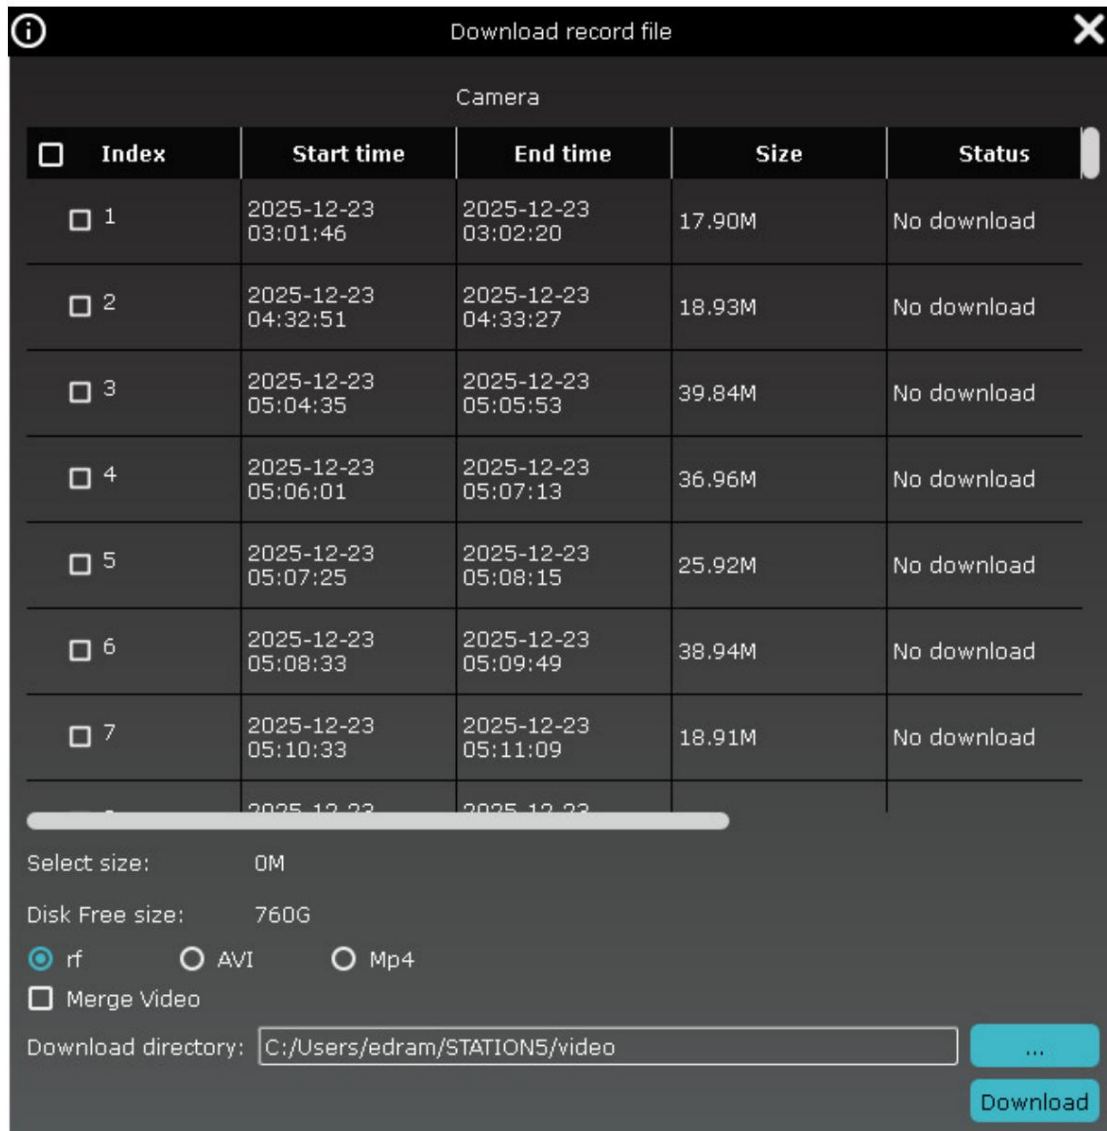 Download record file
Camera
Index Start time End time Size Status
1 2025-12-23 03:01:46 2025-12-23 03:02:20 17.90M No download
2 2025-12-23 04:32:51 2025-12-23 04:33:27 18.93M No download
3 2025-12-23 05:04:35 2025-12-23 05:05:53 39.84M No download
4 2025-12-23 05:06:01 2025-12-23 05:07:13 36.96M No download
5 2025-12-23 05:07:25 2025-12-23 05:08:15 25.92M No download
6 2025-12-23 05:08:33 2025-12-23 05:09:49 38.94M No download
7 2025-12-23 05:10:33 2025-12-23 05:11:09 18.91M No download
2025-12-23 2025-12-23
Select size: 0M
Disk Free size: 760G
rf AVI Mp4
Merge Video
Download directory: C:/Users/edram/STATION5/video ...
Download